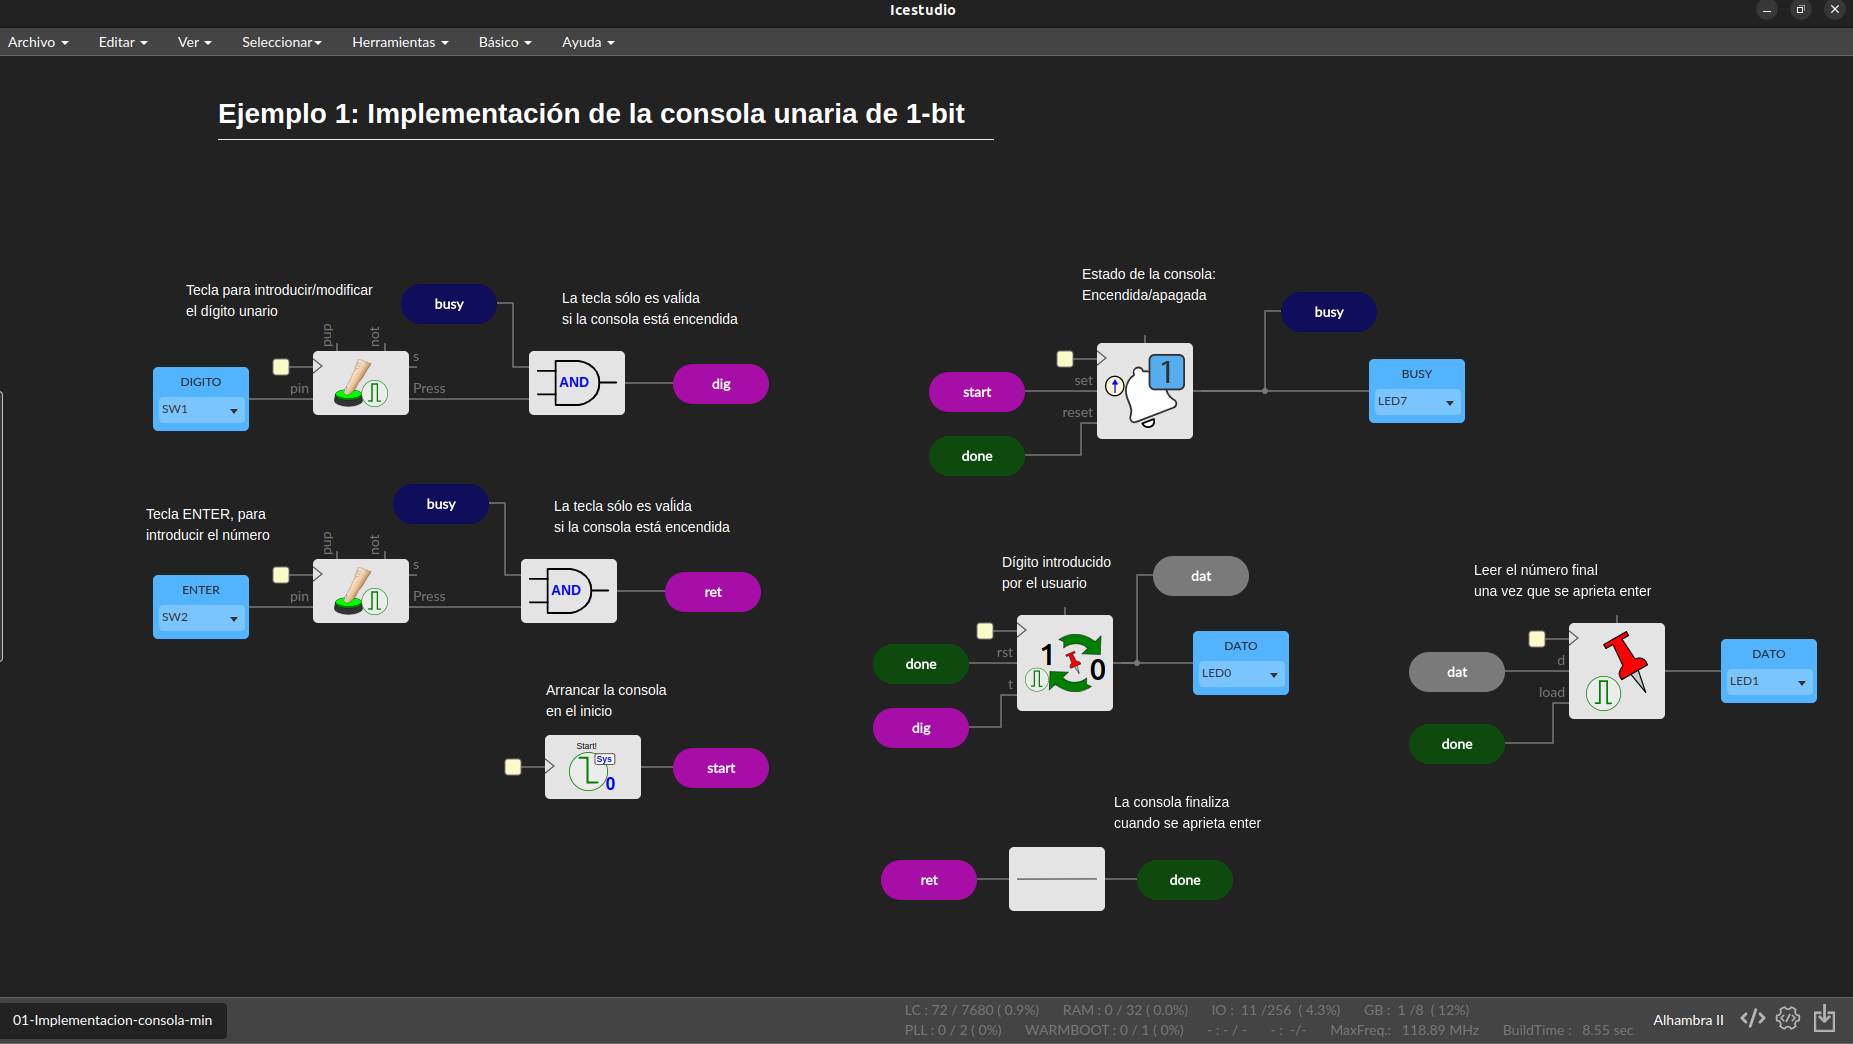 Icestudio
Archivo Editar Ver Seleccionar Herramientas Básico Ayuda
Ejemplo 1: Implementación de la consola unaria de 1-bit
Tecla para introducir/modificar
el dígito unario
busy
La tecla sólo es valída
si la consola está encendida
pup
not
DIGITO
SW1
pin
s
Press
AND
dig
Tecla ENTER, para
introducir el número
busy
La tecla sólo es valída
si la consola está encendida
pup
not
ENTER
SW2
pin
s
Press
AND
ret
Arrancar la consola
en el inicio
Start!
Sys
0
start
Estado de la consola:
Encendida/apagada
busy
start
done
set
reset
1
BUSY
LED7
Dígito introducido
por el usuario
dat
done
dig
rst
t
1
0
DATO
LED0
Leer el número final
una vez que se aprieta enter
dat
done
d
load
DATO
LED1
La consola finaliza
cuando se aprieta enter
ret
done
01-Implementacion-consola-min
LC : 72 / 7680 ( 0.9%) RAM : 0 / 32 ( 0.0%) IO : 11 /256 ( 4.3%) GB : 1 /8 ( 12%)
PLL : 0 / 2 ( 0%) WARMBOOT : 0 / 1 ( 0%) - : - / - - : -/- MaxFreq.: 118.89 MHz BuildTime : 8.55 sec
Alhambra II